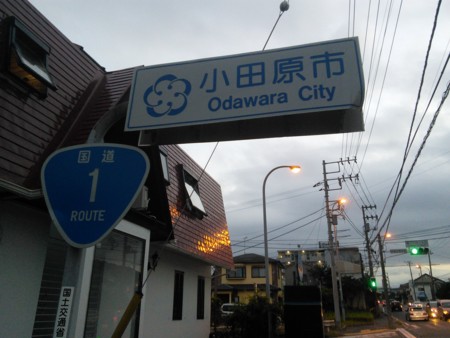 小田原市
Odawara City
国道
1
ROUTE
国土交通省